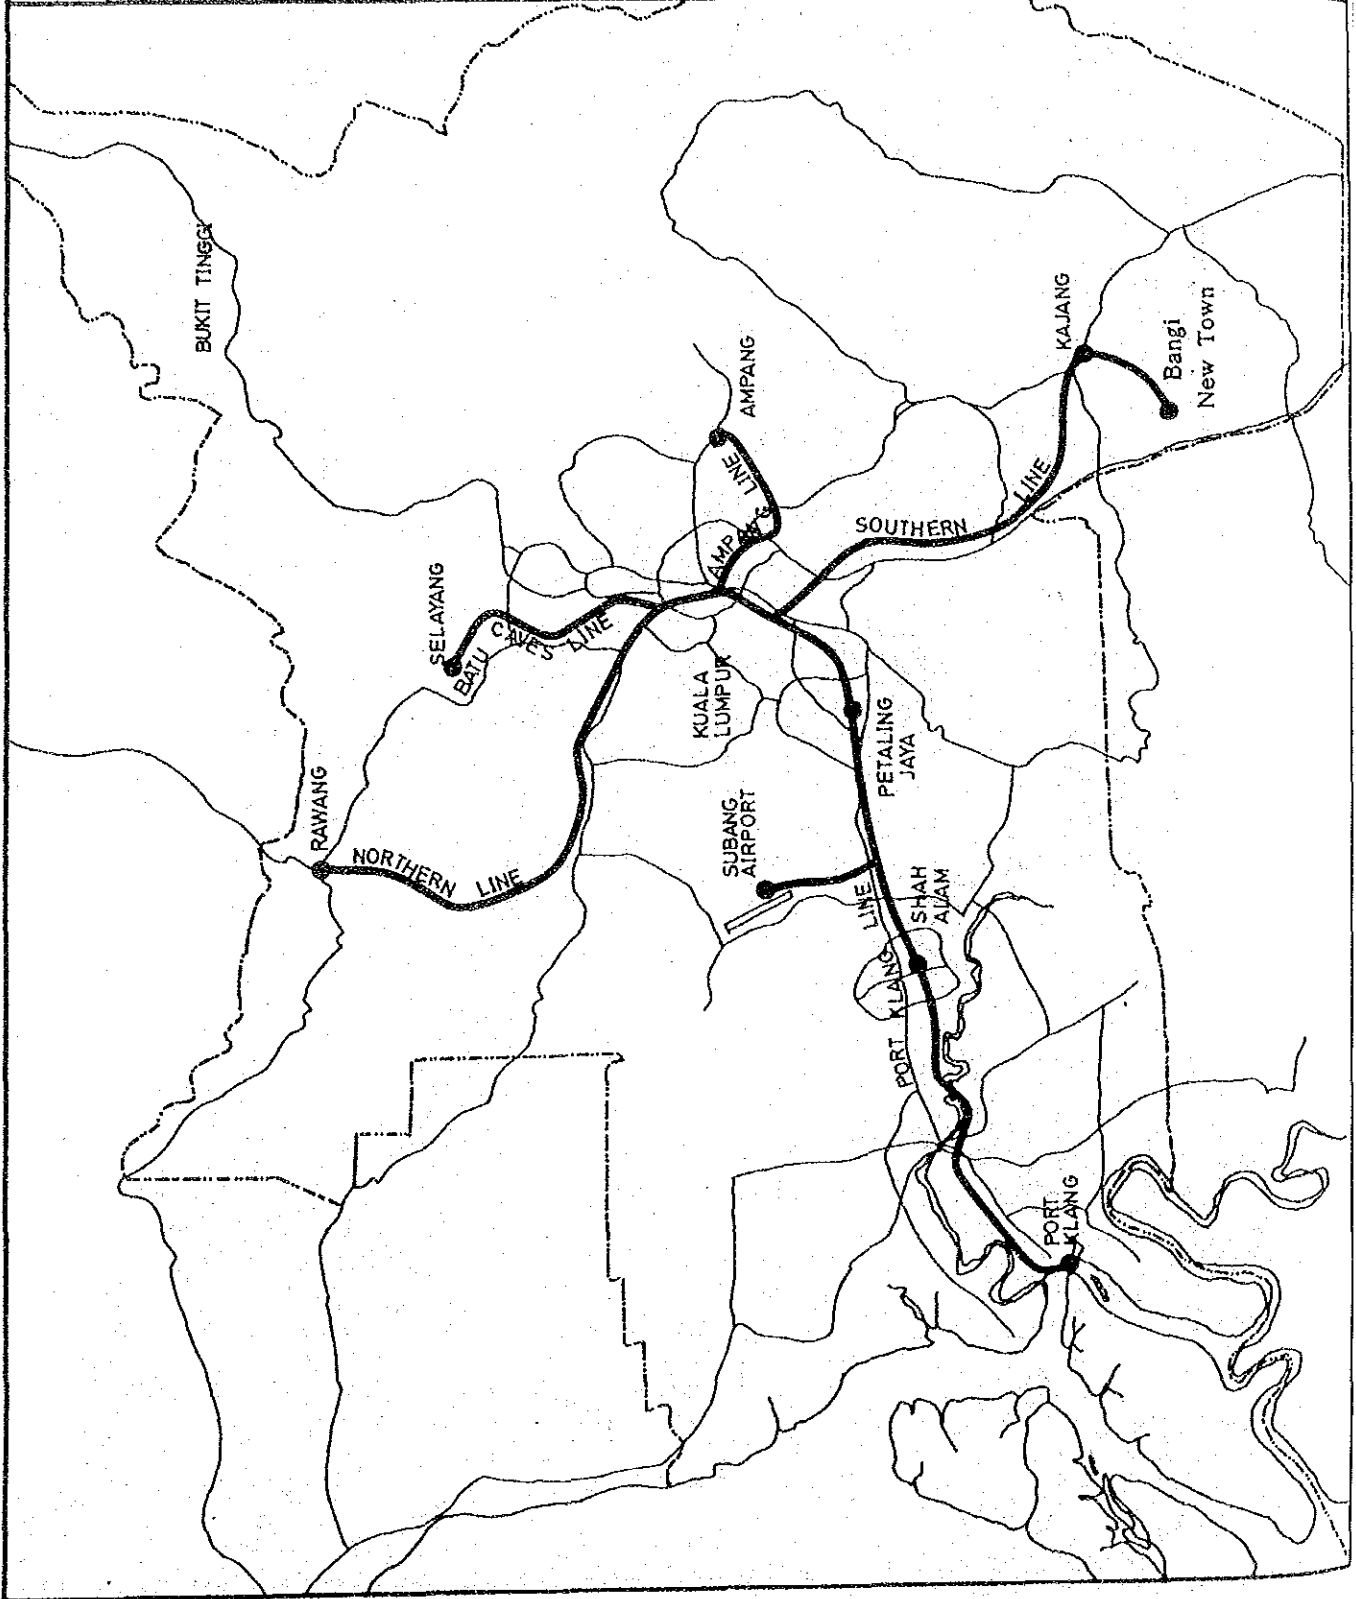 BUKIT TINGGI
RAWANG
NORTHERN LINE
SELAYANG
BATU CAVES LINE
AMPANG
AMPANG LINE
KUALA
LUMPUR
SUBANG
AIRPORT
PETALING
JAYA
SHAH
ALAM
PORT KLANG LINE
PORT
KLANG
SOUTHERN LINE
KAJANG
Bangi
New Town